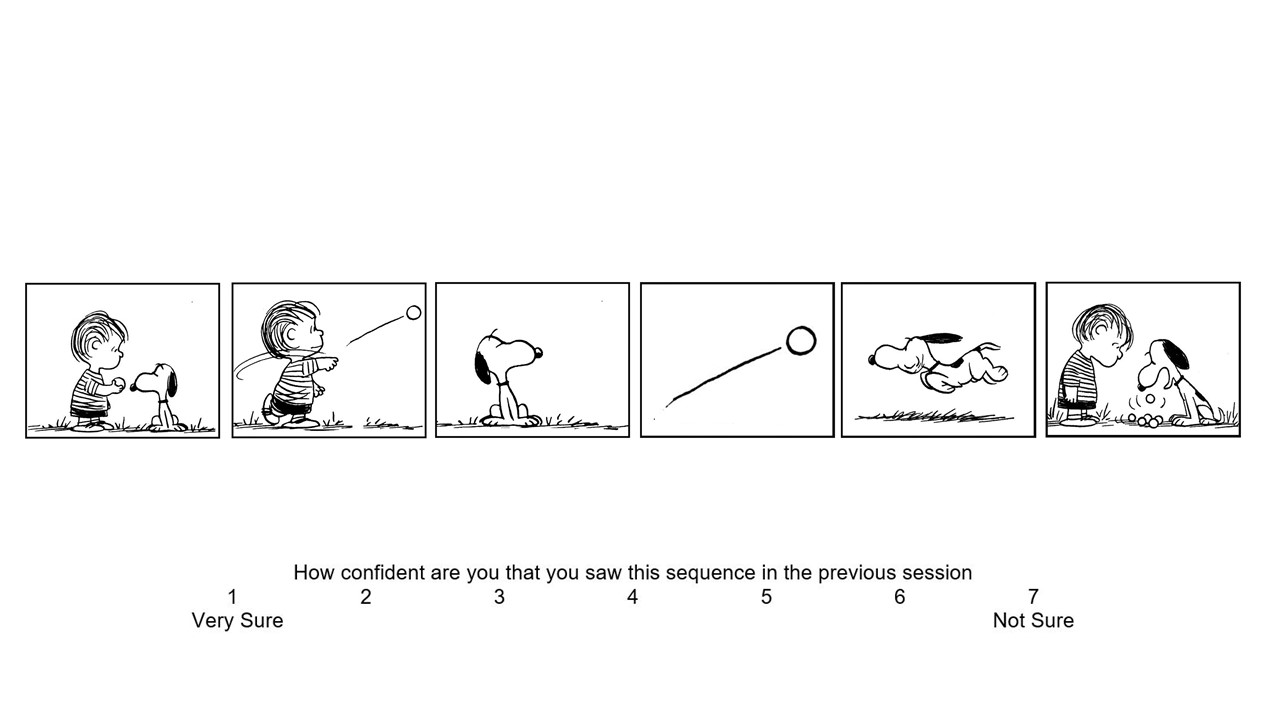 How confident are you that you saw this sequence in the previous session
1 2 3 4 5 6 7
Very Sure Not Sure